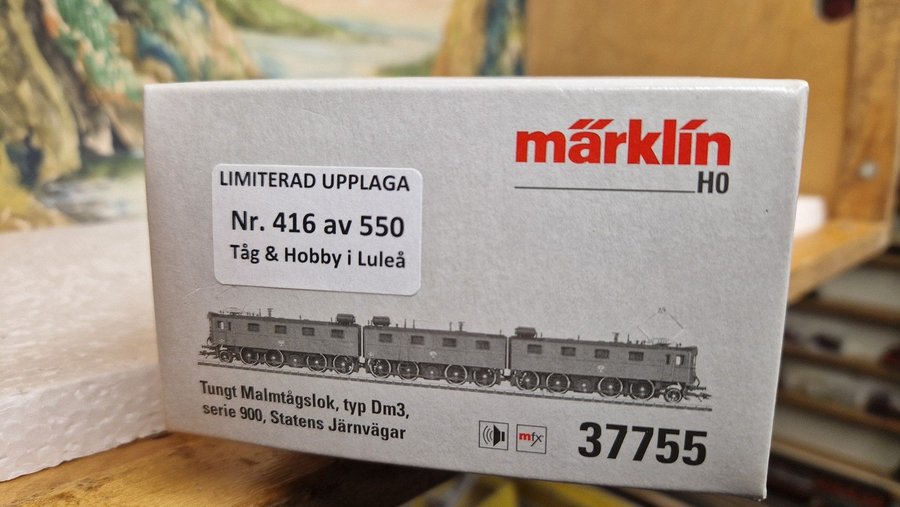 märklin
H0
LIMITERAD UPPLAGA
Nr. 416 av 550
Tåg & Hobby i Luleå
Tungt Malmtågslok, typ Dm3,
serie 900, Statens Järnvägar
mfx
37755